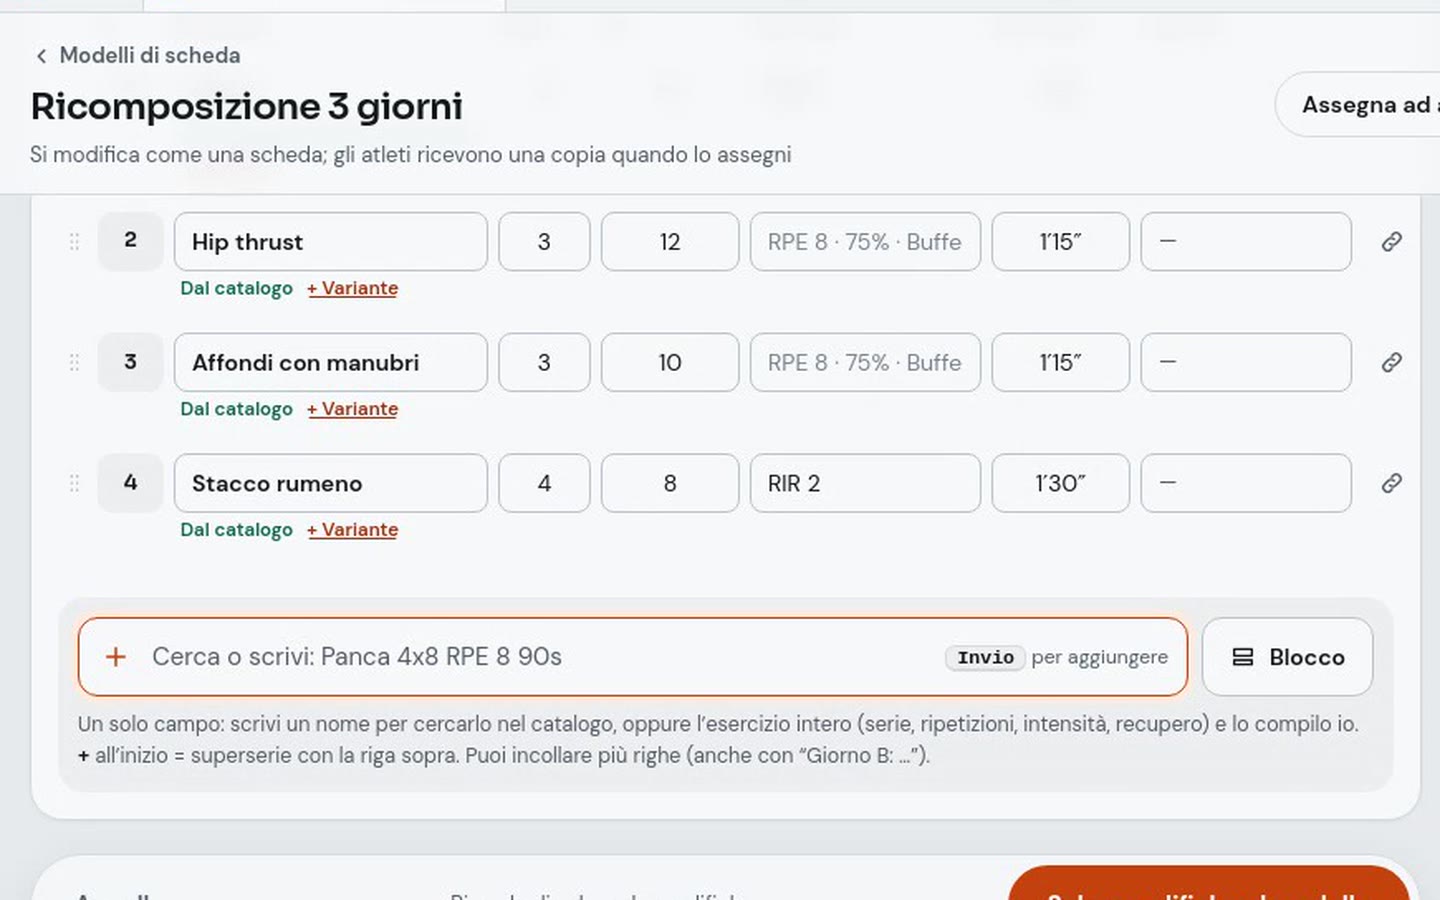 Modelli di scheda
Ricomposizione 3 giorni
Assegna ad
Si modifica come una scheda; gli atleti ricevono una copia quando lo assegni
2 Hip thrust 3 12 RPE 8 · 75% · Buffe 1′15″ —
Dal catalogo + Variante
3 Affondi con manubri 3 10 RPE 8 · 75% · Buffe 1′15″ —
Dal catalogo + Variante
4 Stacco rumeno 4 8 RIR 2 1′30″ —
Dal catalogo + Variante
+ Cerca o scrivi: Panca 4x8 RPE 8 90s Invio per aggiungere Blocco
Un solo campo: scrivi un nome per cercarlo nel catalogo, oppure l’esercizio intero (serie, ripetizioni, intensità, recupero) e lo compilo io.
+ all’inizio = superserie con la riga sopra. Puoi incollare più righe (anche con “Giorno B: …”).